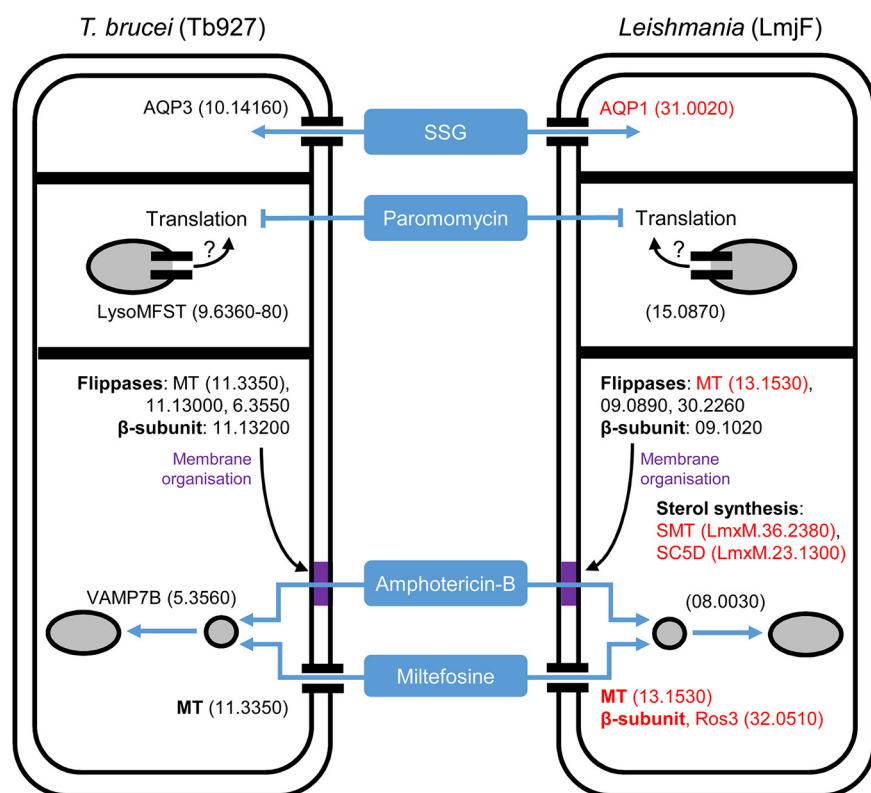 T. brucei (Tb927)
Leishmania (LmjF)
AQP3 (10.14160)
SSG
AQP1 (31.0020)
Translation
Paromomycin
Translation
?
?
LysoMFST (9.6360-80)
(15.0870)
Flippases: MT (11.3350),
11.13000, 6.3550
β-subunit: 11.13200
Membrane
organisation
Flippases: MT (13.1530),
09.0890, 30.2260
β-subunit: 09.1020
Membrane
organisation
Sterol synthesis:
SMT (LmxM.36.2380),
SC5D (LmxM.23.1300)
Amphotericin-B
VAMP7B (5.3560)
(08.0030)
Miltefosine
MT (11.3350)
MT (13.1530)
β-subunit, Ros3 (32.0510)